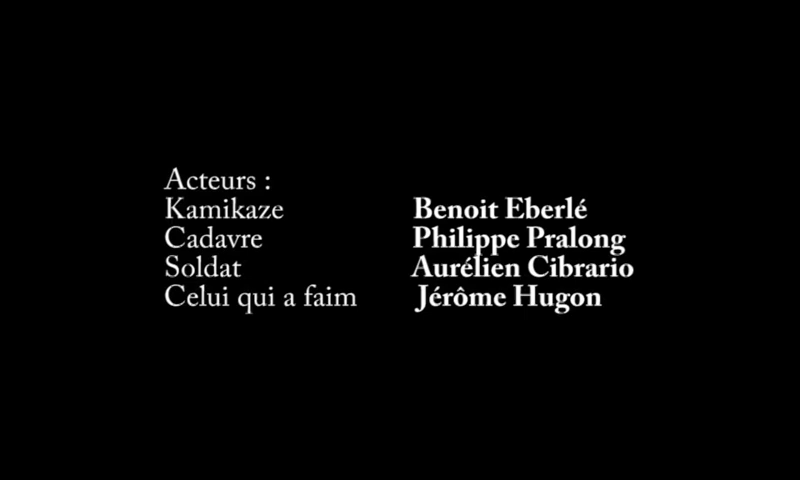 Acteurs :
Kamikaze Benoit Eberlé
Cadavre Philippe Pralong
Soldat Aurélien Cibrario
Celui qui a faim Jérôme Hugon